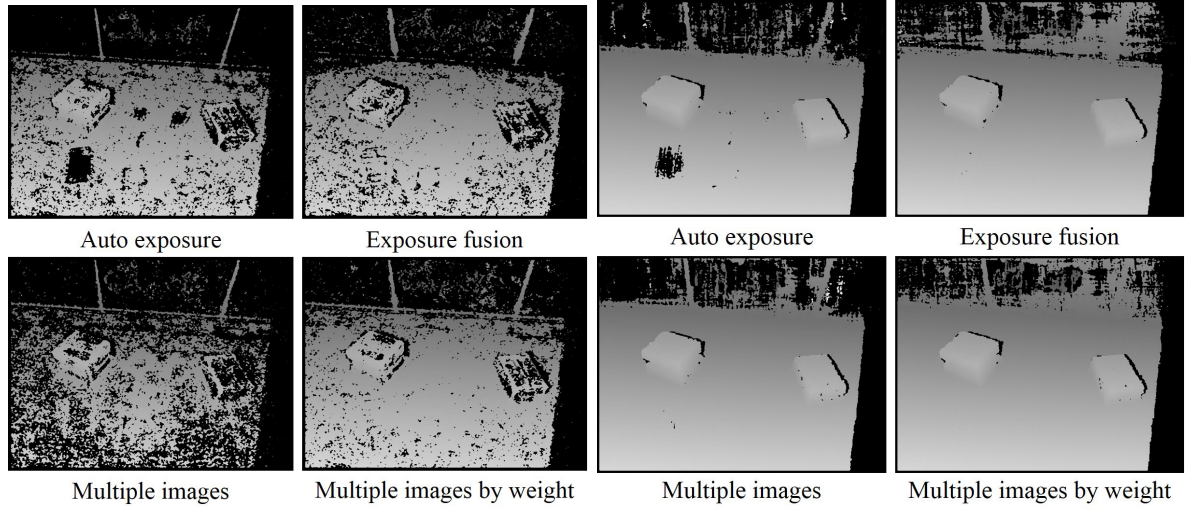 Auto exposure
Exposure fusion
Auto exposure
Exposure fusion
Multiple images
Multiple images by weight
Multiple images
Multiple images by weight